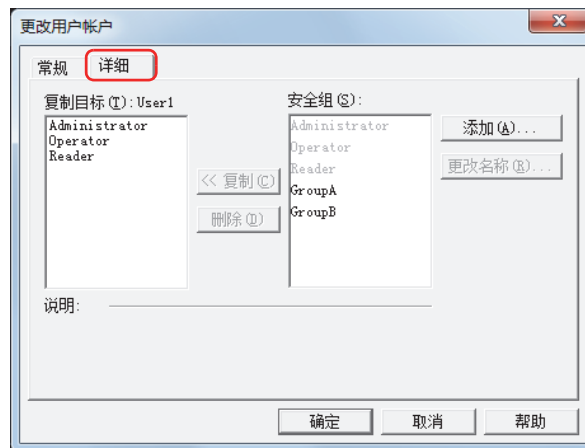 更改用户帐户
常规 详细
复制目标(T):User1 安全组(S):
Administrator
Operator
Reader
<< 复制(C)
删除(D)
Administrator
Operator
Reader
GroupA
GroupB
添加(A)...
更改名称(R)...
说明:
确定 取消 帮助